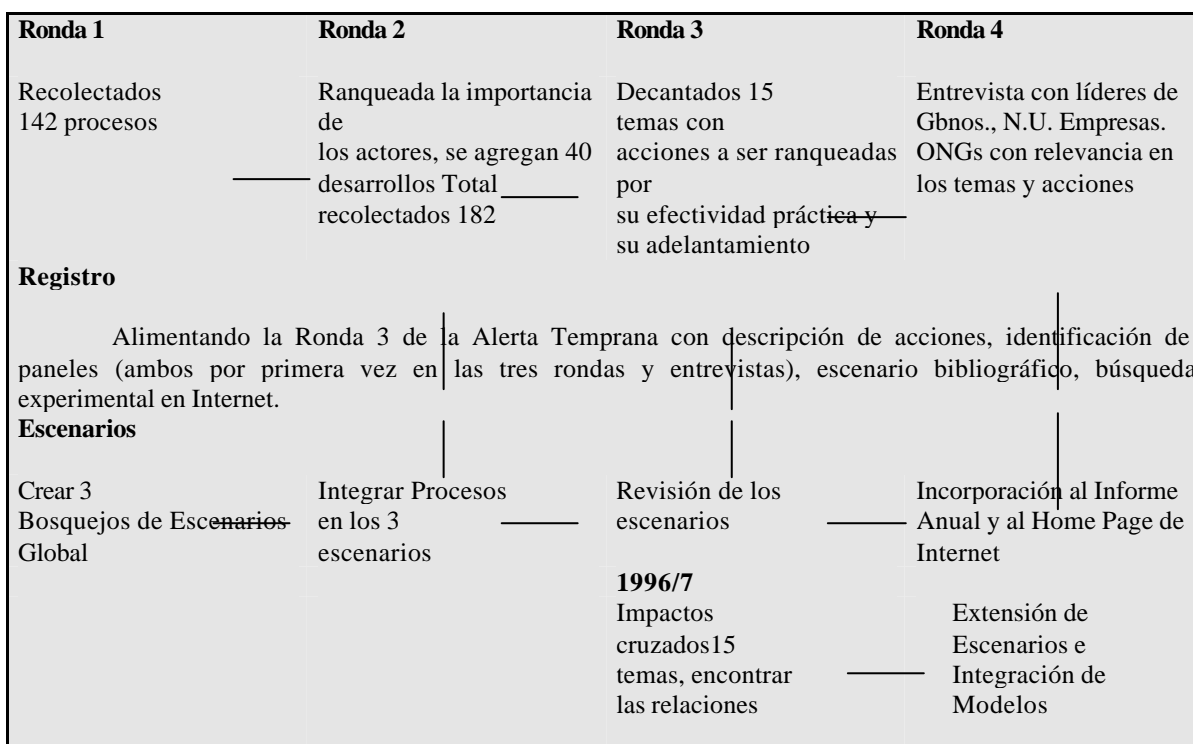 Ronda 1
Recolectados
142 procesos
Ronda 2
Ranqueada la importancia
de
los actores, se agregan 40
desarrollos Total
recolectados 182
Ronda 3
Decantados 15
temas con
acciones a ser ranqueadas
por
su efectividad práctica y
su adelantamiento
Ronda 4
Entrevista con líderes de
Gbnos., N.U. Empresas.
ONGs con relevancia en
los temas y acciones
Registro
Alimentando la Ronda 3 de la Alerta Temprana con descripción de acciones, identificación de
paneles (ambos por primera vez en las tres rondas y entrevistas), escenario bibliográfico, búsqueda
experimental en Internet.
Escenarios
Crear 3
Bosquejos de Escenarios
Global
Integrar Procesos
en los 3
escenarios
Revisión de los
escenarios
Incorporación al Informe
Anual y al Home Page de
Internet
1996/7
Impactos
cruzados15
temas, encontrar
las relaciones
Extensión de
Escenarios e
Integración de
Modelos